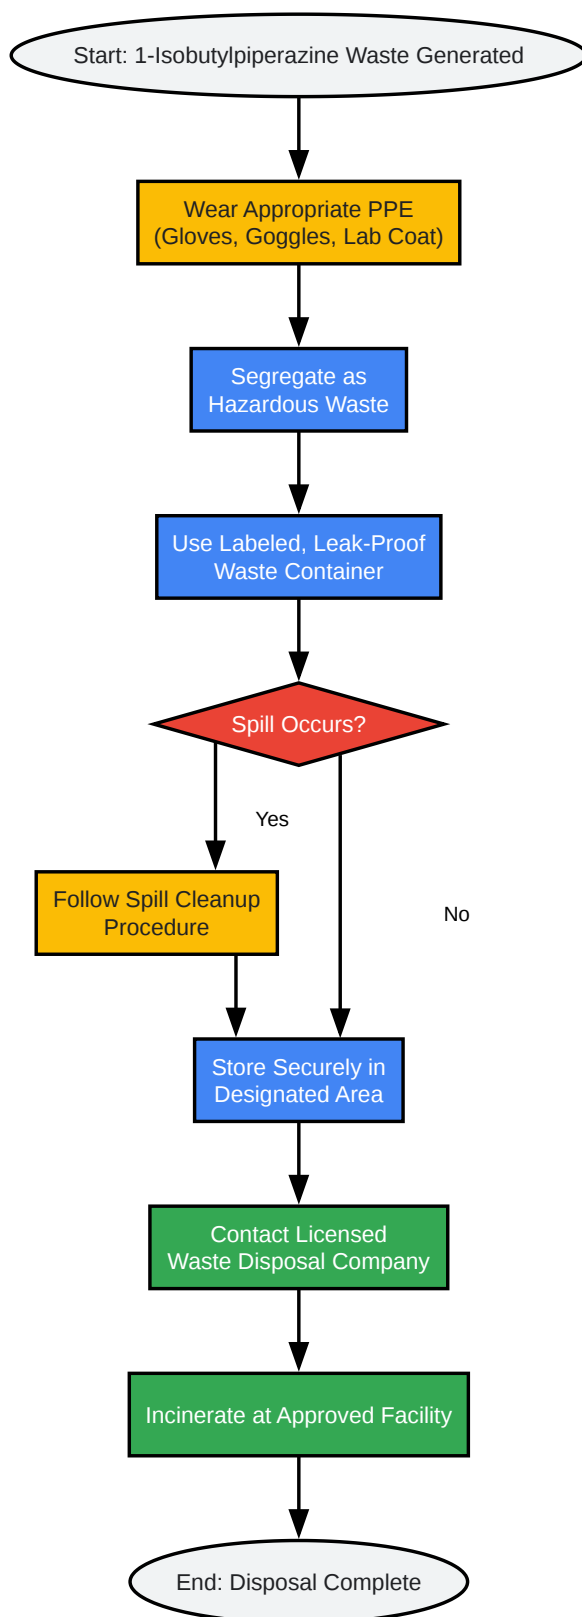 Start: 1-Isobutylpiperazine Waste Generated
Wear Appropriate PPE
(Gloves, Goggles, Lab Coat)
Segregate as
Hazardous Waste
Use Labeled, Leak-Proof
Waste Container
Spill Occurs?
Yes
Follow Spill Cleanup
Procedure
No
Store Securely in
Designated Area
Contact Licensed
Waste Disposal Company
Incinerate at Approved Facility
End: Disposal Complete